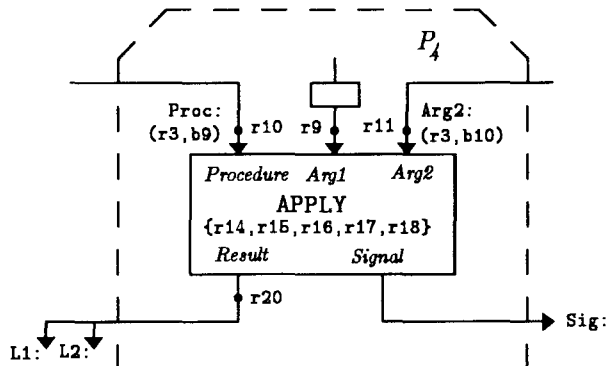 P4
Proc:
(r3,b9)
r10
r9
r11
Arg2:
(r3,b10)
Procedure Arg1 Arg2
APPLY
{r14,r15,r16,r17,r18}
Result Signal
r20
L1: L2:
Sig: